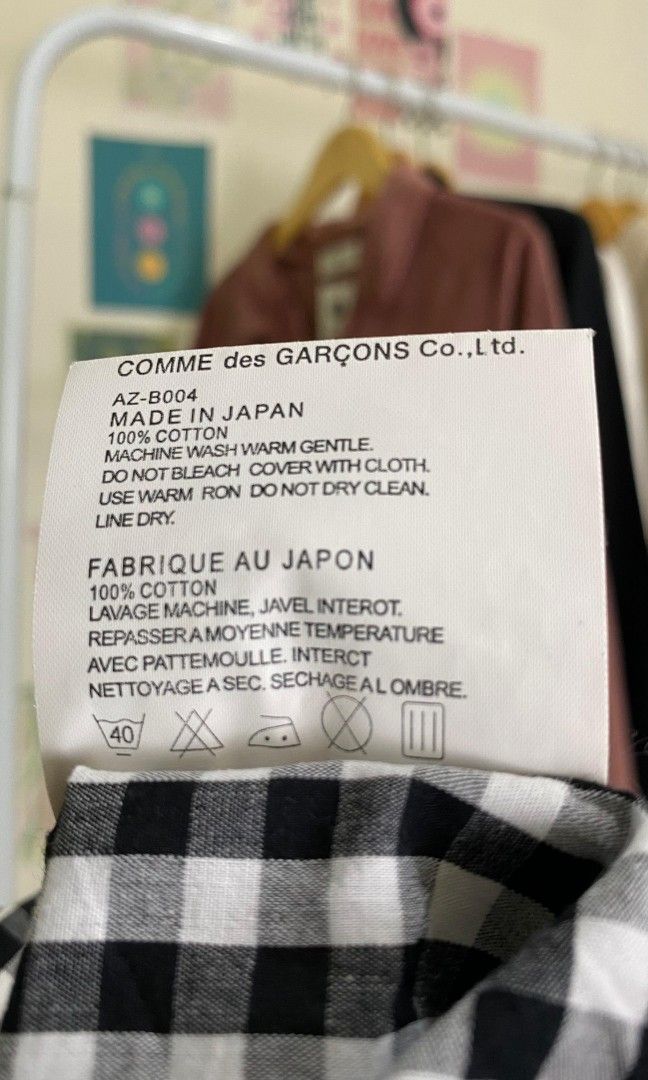 COMME des GARÇONS Co.,Ltd.
AZ-B004
MADE IN JAPAN
100% COTTON
MACHINE WASH WARM GENTLE.
DO NOT BLEACH COVER WITH CLOTH.
USE WARM RON DO NOT DRY CLEAN.
LINE DRY.
FABRIQUE AU JAPON
100% COTTON
LAVAGE MACHINE, JAVEL INTEROT.
REPASSER A MOYENNE TEMPERATURE
AVEC PATTEMOULLE. INTERCT
NETTOYAGE A SEC. SECHAGE A L OMBRE.
40